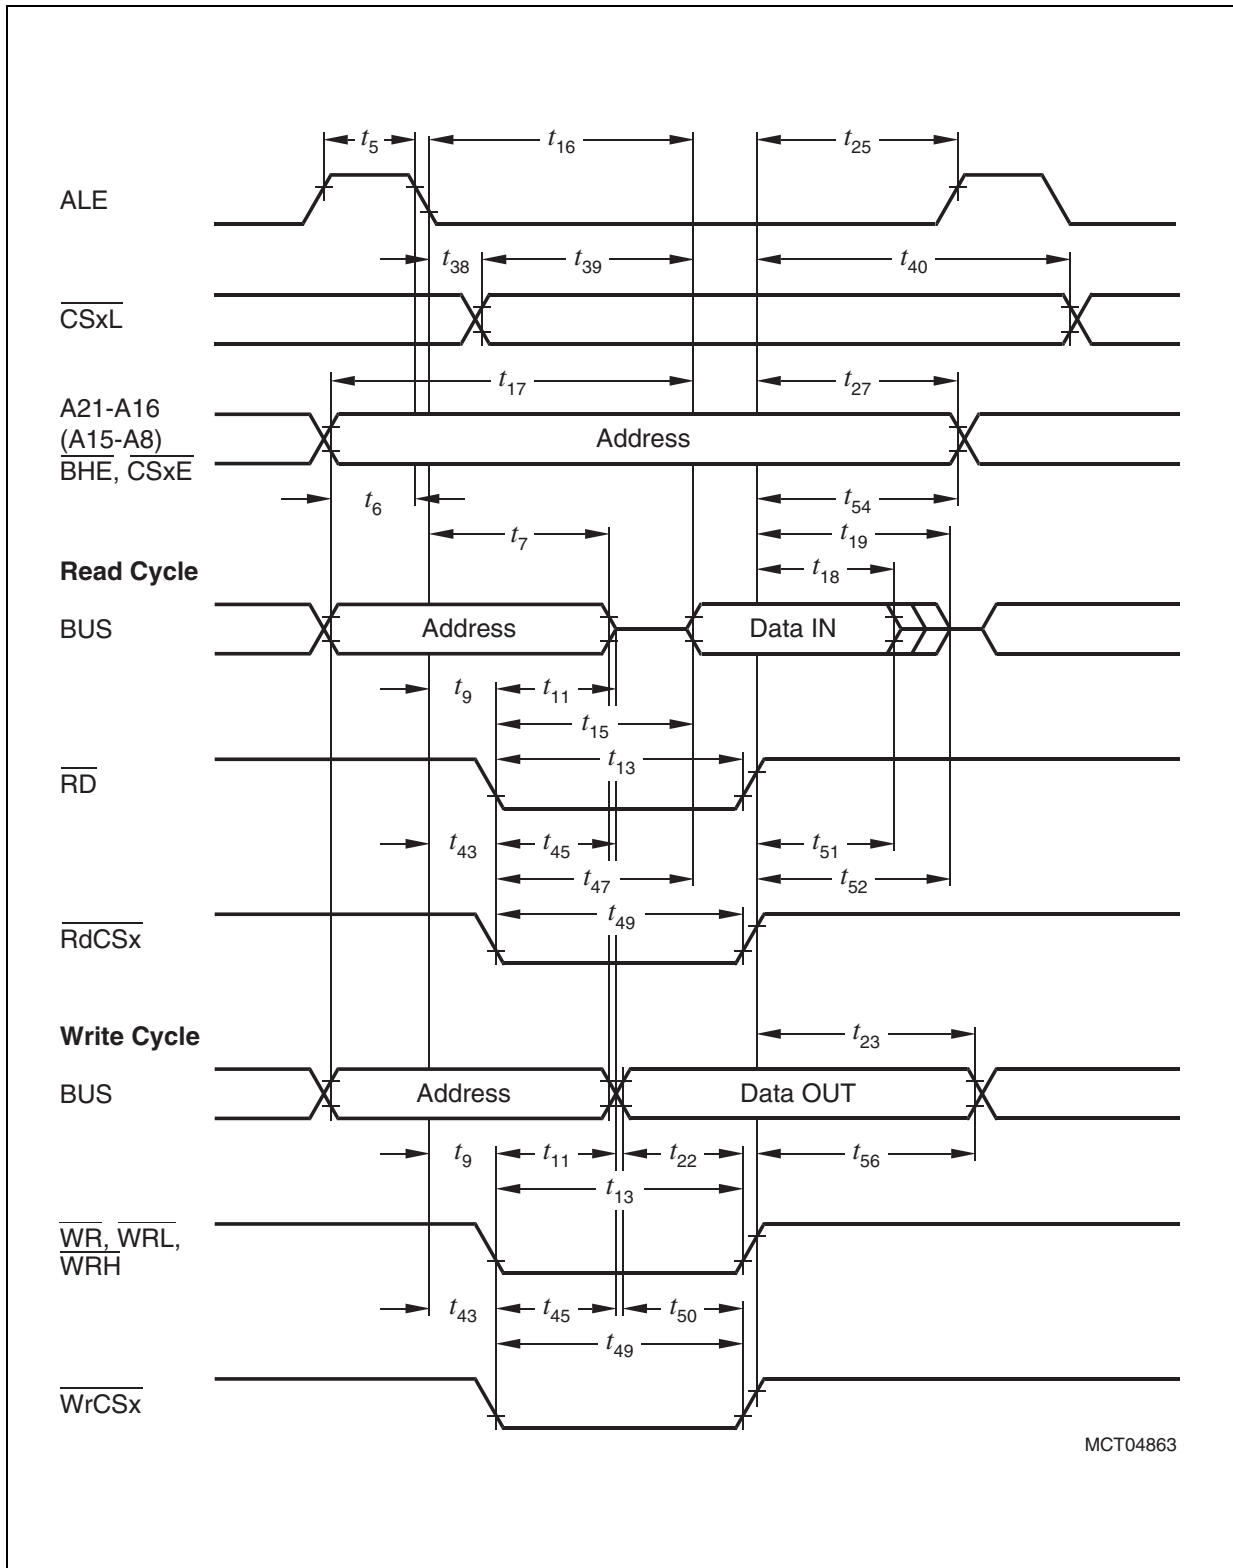 t5 t16 t25
ALE
t38 t39 t40
CSxL
t17 t27
A21-A16
(A15-A8)
BHE, CSxE
Address
t6 t54
t7 t19
Read Cycle
t18
BUS Address Data IN
t9 t11
t15
t13
RD
t43 t45 t51
t47 t52
t49
RdCSx
Write Cycle
t23
BUS Address Data OUT
t9 t11 t22 t56
t13
WR, WRL,
WRH
t43 t45 t50
t49
WrCSx
MCT04863